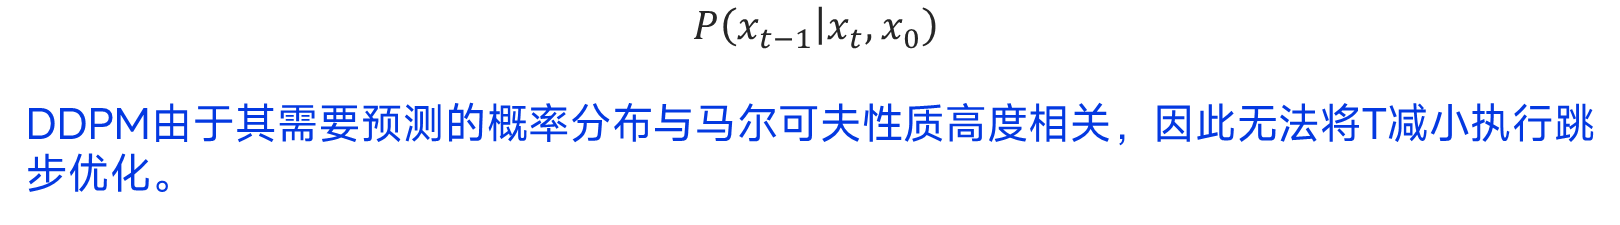 P(x_{t-1}|x_t, x_0)
DDPM由于其需要预测的概率分布与马尔可夫性质高度相关，因此无法将T减小执行跳
步优化。